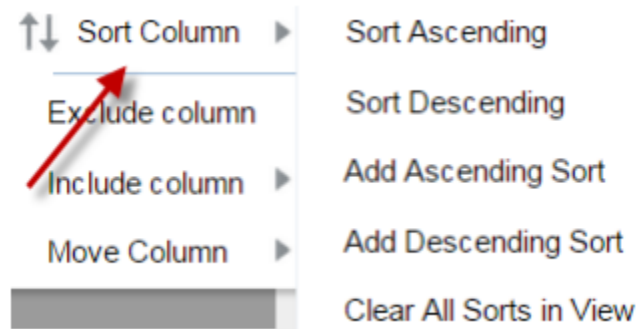 Sort Column
Exclude column
Include column
Move Column
Sort Ascending
Sort Descending
Add Ascending Sort
Add Descending Sort
Clear All Sorts in View